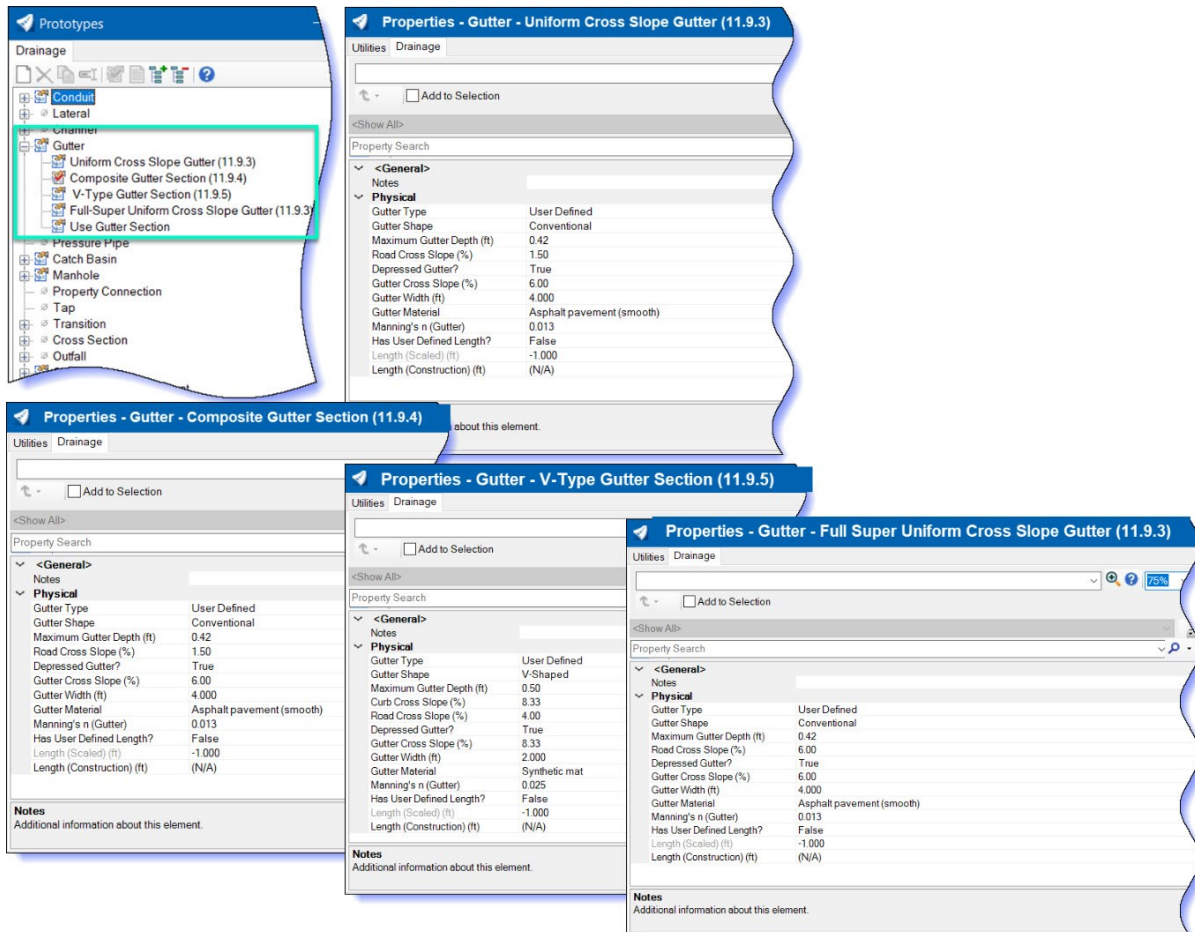 Prototypes
Drainage
Conduit
Lateral
Channel
Gutter
Uniform Cross Slope Gutter (11.9.3)
Composite Gutter Section (11.9.4)
V-Type Gutter Section (11.9.5)
Full-Super Uniform Cross Slope Gutter (11.9.3)
Use Gutter Section
Pressure Pipe
Catch Basin
Manhole
Property Connection
Tap
Transition
Cross Section
Outfall
Properties - Gutter - Uniform Cross Slope Gutter (11.9.3)
Utilities Drainage
Add to Selection
<Show All>
Property Search
<General>
Notes
Physical
Gutter Type User Defined
Gutter Shape Conventional
Maximum Gutter Depth (ft) 0.42
Road Cross Slope (%) 1.50
Depressed Gutter? True
Gutter Cross Slope (%) 6.00
Gutter Width (ft) 4.000
Gutter Material Asphalt pavement (smooth)
Manning's n (Gutter) 0.013
Has User Defined Length? False
Length (Scaled) (ft) -1.000
Length (Construction) (ft) (N/A)
about this element.
Properties - Gutter - Composite Gutter Section (11.9.4)
Utilities Drainage
Add to Selection
<Show All>
Property Search
<General>
Notes
Physical
Gutter Type User Defined
Gutter Shape Conventional
Maximum Gutter Depth (ft) 0.42
Road Cross Slope (%) 1.50
Depressed Gutter? True
Gutter Cross Slope (%) 6.00
Gutter Width (ft) 4.000
Gutter Material Asphalt pavement (smooth)
Manning's n (Gutter) 0.013
Has User Defined Length? False
Length (Scaled) (ft) -1.000
Length (Construction) (ft) (N/A)
Notes
Additional information about this element.
Properties - Gutter - V-Type Gutter Section (11.9.5)
Utilities Drainage
Add to Selection
<Show All>
Property Search
<General>
Notes
Physical
Gutter Type User Defined
Gutter Shape V-Shaped
Maximum Gutter Depth (ft) 0.50
Curb Cross Slope (%) 8.33
Road Cross Slope (%) 4.00
Depressed Gutter? True
Gutter Cross Slope (%) 8.33
Gutter Width (ft) 2.000
Gutter Material Synthetic mat
Manning's n (Gutter) 0.025
Has User Defined Length? False
Length (Scaled) (ft) -1.000
Length (Construction) (ft) (N/A)
Notes
Additional information about this element.
Properties - Gutter - Full Super Uniform Cross Slope Gutter (11.9.3)
Utilities Drainage
75%
Add to Selection
<Show All>
Property Search
<General>
Notes
Physical
Gutter Type User Defined
Gutter Shape Conventional
Maximum Gutter Depth (ft) 0.42
Road Cross Slope (%) 6.00
Depressed Gutter? True
Gutter Cross Slope (%) 6.00
Gutter Width (ft) 4.000
Gutter Material Asphalt pavement (smooth)
Manning's n (Gutter) 0.013
Has User Defined Length? False
Length (Scaled) (ft) -1.000
Length (Construction) (ft) (N/A)
Notes
Additional information about this element.